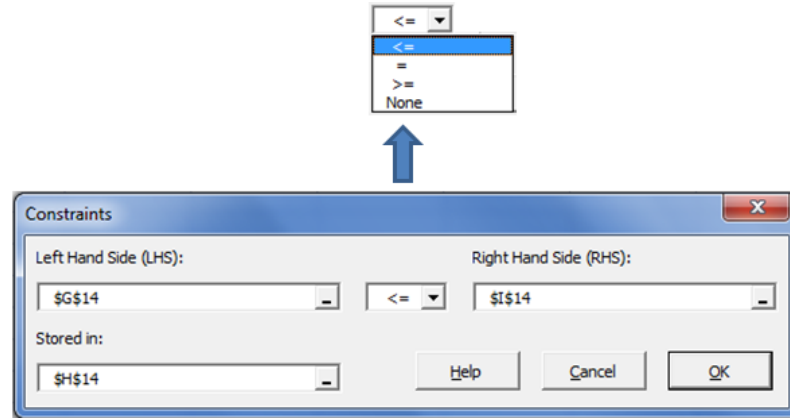 <=
<=
=
>=
None
Constraints
Left Hand Side (LHS): Right Hand Side (RHS):
$G$14 <= $I$14
Stored in:
$H$14 Help Cancel OK